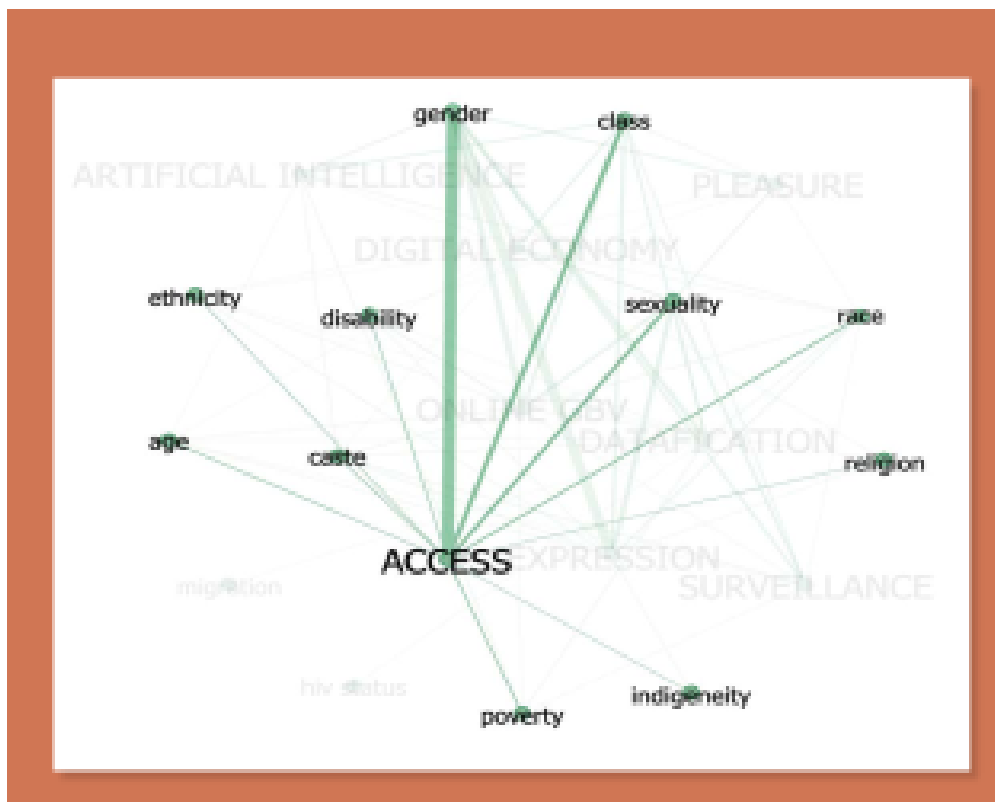 gender
class
ARTIFICIAL INTELLIGENCE
PLEASURE
DIGITAL ECONOMY
ethnicity
disability
sexuality
race
ONLINE GBV
DATAFICATION
age
caste
religion
ACCESS
EXPRESSION
SURVEILLANCE
migration
hiv status
poverty
indigeneity